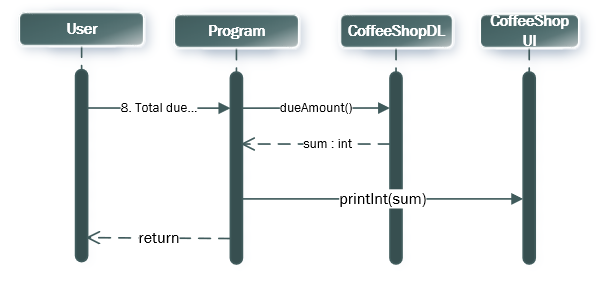 User
Program
CoffeeShopDL
CoffeeShop
UI
8. Total due...
dueAmount()
sum : int
printInt(sum)
return